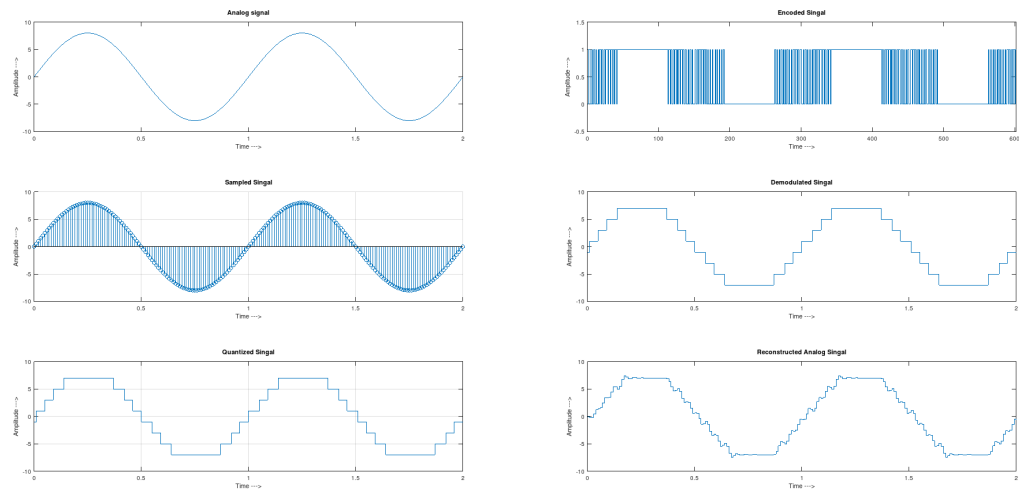 Analog signal
10
5
0
-5
-10
Amplitude --->
0 0.5 1 1.5 2
Time --->
Encoded Singal
1.5
1
0.5
0
-0.5
Amplitude --->
0 100 200 300 400 500 600
Time --->
Sampled Singal
10
5
0
-5
-10
Amplitude --->
0 0.5 1 1.5 2
Time --->
Demodulated Singal
10
5
0
-5
-10
Amplitude --->
0 0.5 1 1.5 2
Time --->
Quantized Singal
10
5
0
-5
-10
Amplitude --->
0 0.5 1 1.5 2
Time --->
Reconstructed Analog Singal
10
5
0
-5
-10
Amplitude --->
0 0.5 1 1.5 2
Time --->